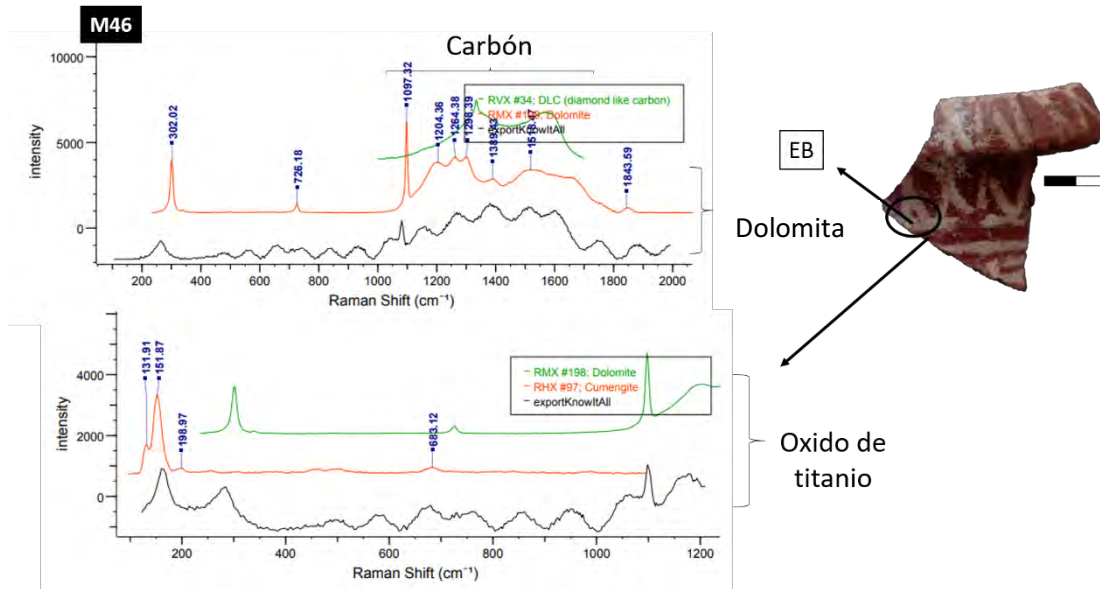 M46
Carbón
10000
5000
0
intensity
302.02
726.18
1097.32
1204.36
1264.38
1298.39
1843.59
RVX #34; DLC (diamond like carbon)
Dolomite
exportKnowItAll
200 400 600 800 1000 1200 1400 1600 1800 2000
Raman Shift (cm⁻¹)
Dolomita
EB
4000
2000
0
intensity
131.91
151.87
198.97
683.12
RMX #198; Dolomite
RHX #97; Cumengite
exportKnowItAll
200 400 600 800 1000 1200
Raman Shift (cm⁻¹)
Oxido de
titanio